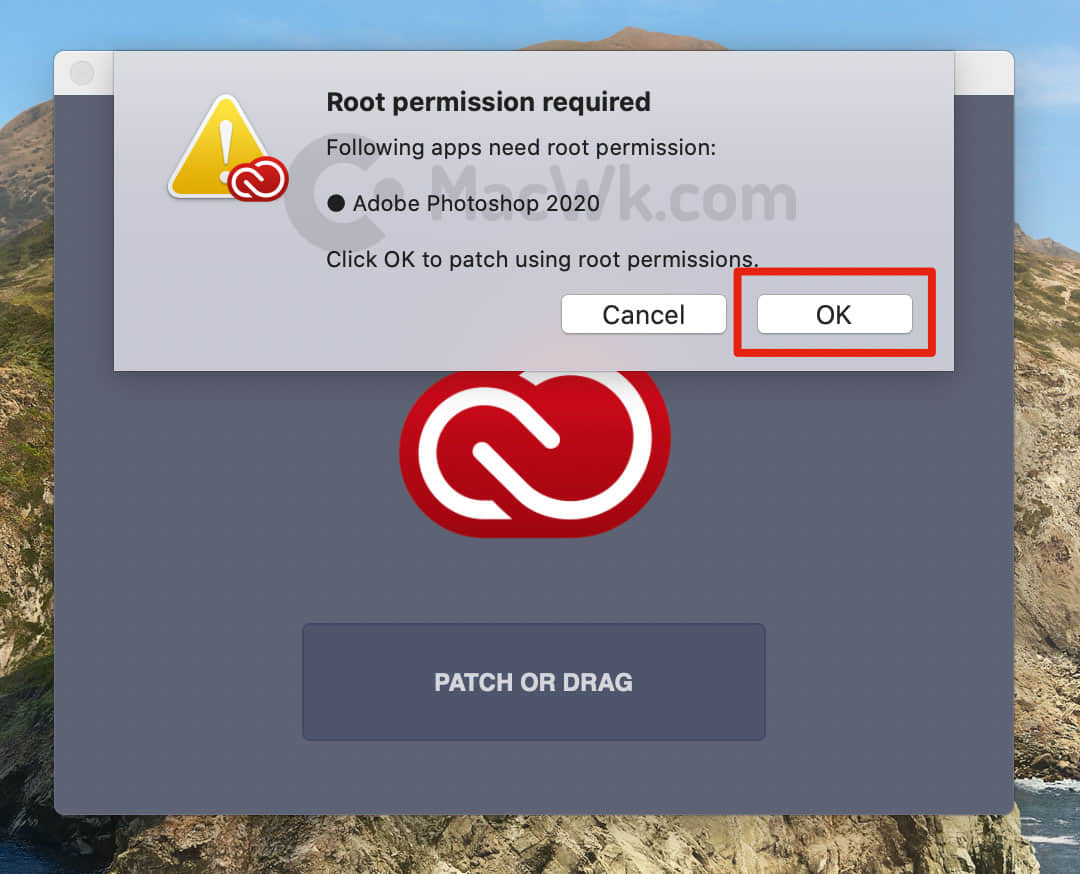 Root permission required
Following apps need root permission:
MacWk.com
● Adobe Photoshop 2020
Click OK to patch using root permissions.
Cancel
OK
PATCH OR DRAG